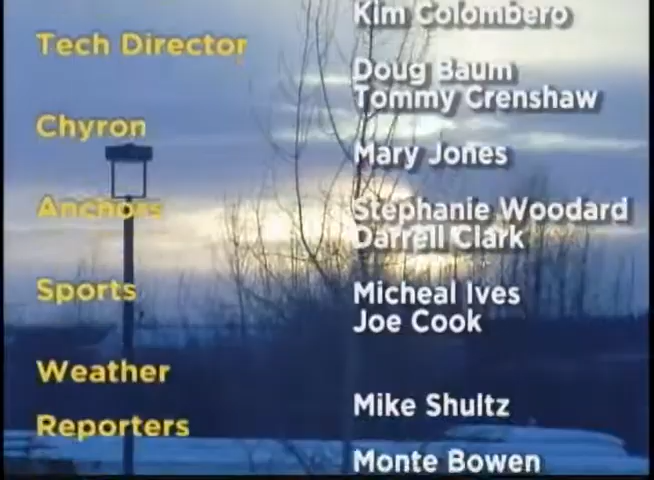 Kim Colombero
Tech Director
Doug Baum
Tommy Crenshaw
Chyron
Mary Jones
Anchors
Stephanie Woodard
Darrell Clark
Sports
Micheal Ives
Joe Cook
Weather
Mike Shultz
Reporters
Monte Bowen